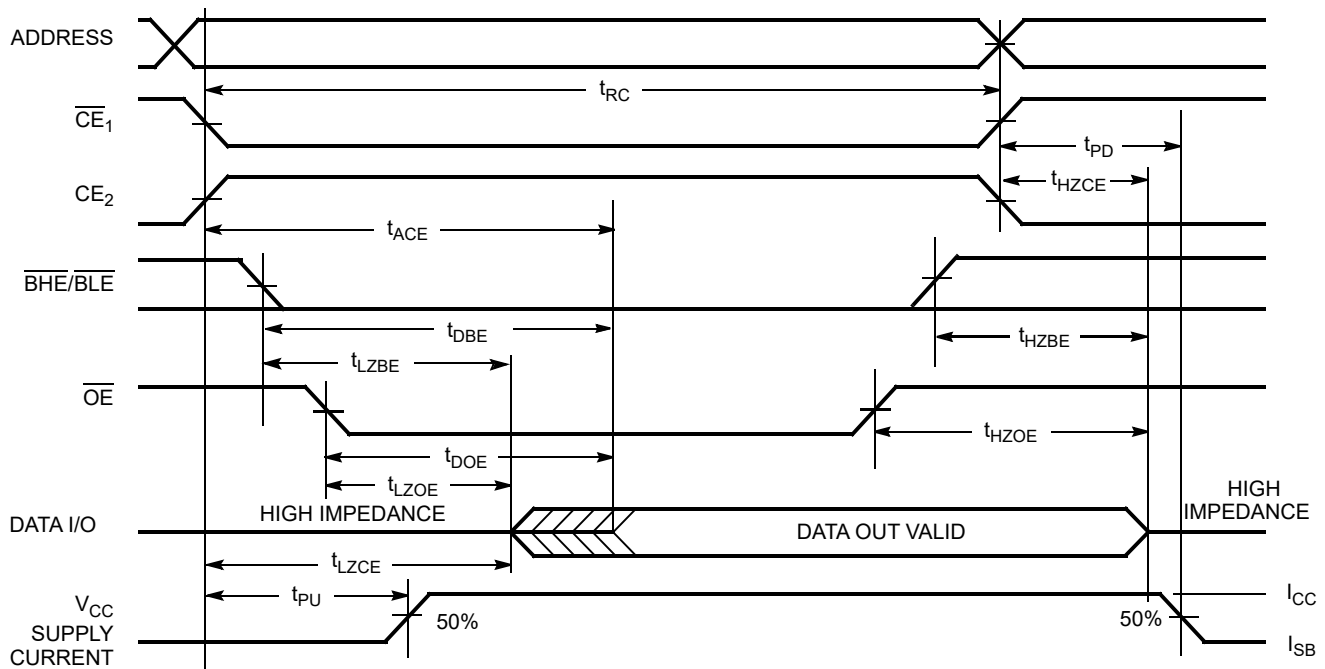 ADDRESS
tRC
CE1
tPD
tHZCE
CE2
tACE
BHE/BLE
tDBE
tHZBE
tLZBE
OE
tHZOE
tDOE
tLZOE
HIGH IMPEDANCE
HIGH
IMPEDANCE
DATA I/O
DATA OUT VALID
tLZCE
tPU
VCC
SUPPLY
CURRENT
50%
50%
ICC
ISB